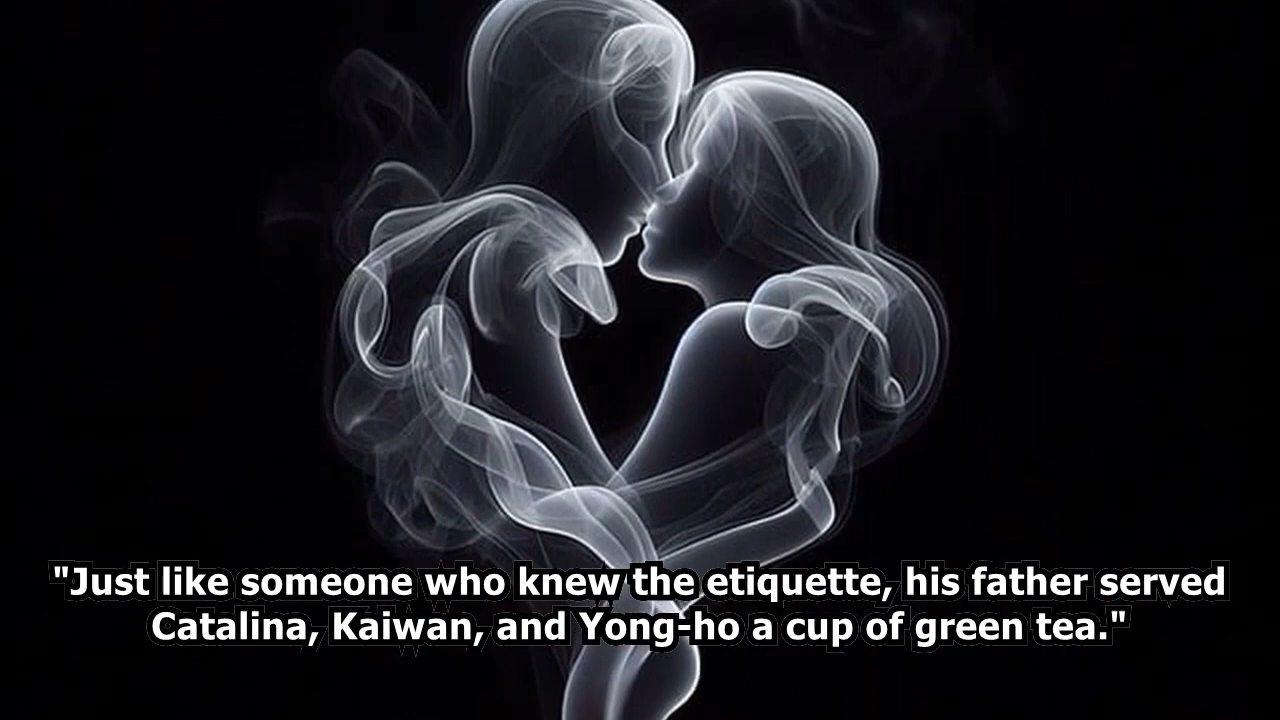 "Just like someone who knew the etiquette, his father served
Catalina, Kaiwan, and Yong-ho a cup of green tea."